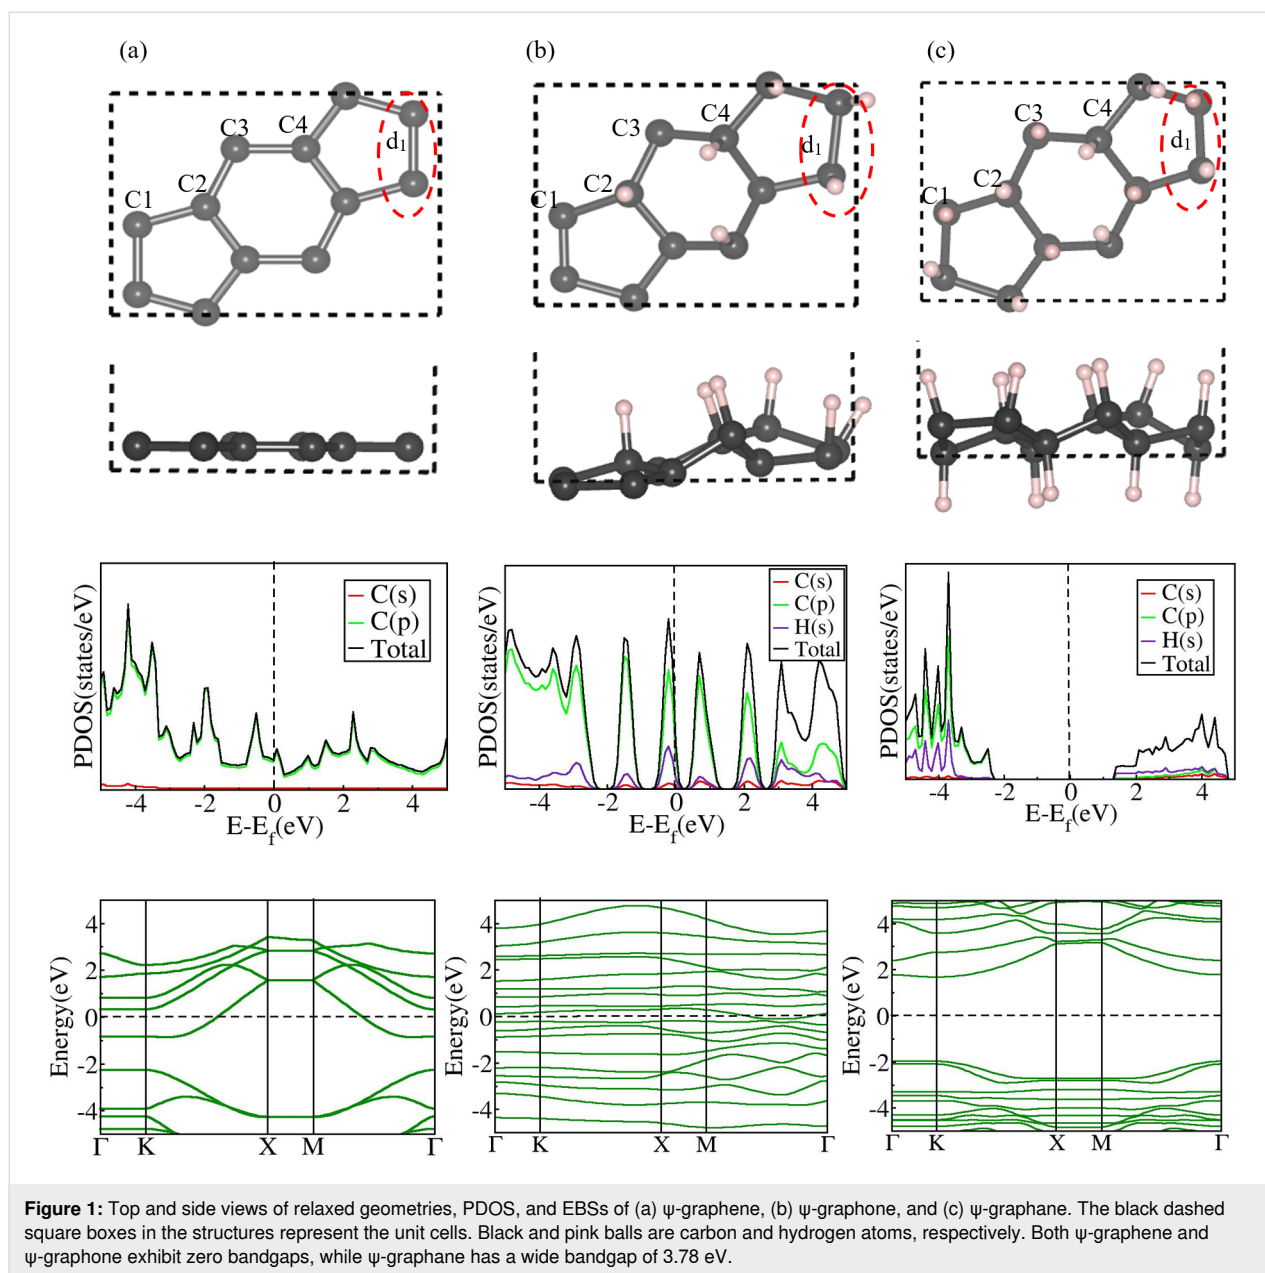 (a) (b) (c)
C3 C4 d1 C2 C1
C4 C3 d1 C2 C1
C4 C3 d1 C2 C1
PDOS(states/eV)
C(s)
C(p)
Total
-4 -2 0 2 4
E-Ef(eV)
PDOS(states/eV)
C(s)
C(p)
H(s)
Total
-4 -2 0 2 4
E-Ef(eV)
PDOS(states/eV)
C(s)
C(p)
H(s)
Total
-4 -2 0 2 4
E-Ef(eV)
Energy(eV)
4
2
0
-2
-4
Γ K X M Γ
Energy(eV)
4
2
0
-2
-4
Γ K X M Γ
Energy(eV)
4
2
0
-2
-4
Γ K X M Γ
Figure 1: Top and side views of relaxed geometries, PDOS, and EBSs of (a) ψ-graphene, (b) ψ-graphone, and (c) ψ-graphane. The black dashed
square boxes in the structures represent the unit cells. Black and pink balls are carbon and hydrogen atoms, respectively. Both ψ-graphene and
ψ-graphone exhibit zero bandgaps, while ψ-graphane has a wide bandgap of 3.78 eV.